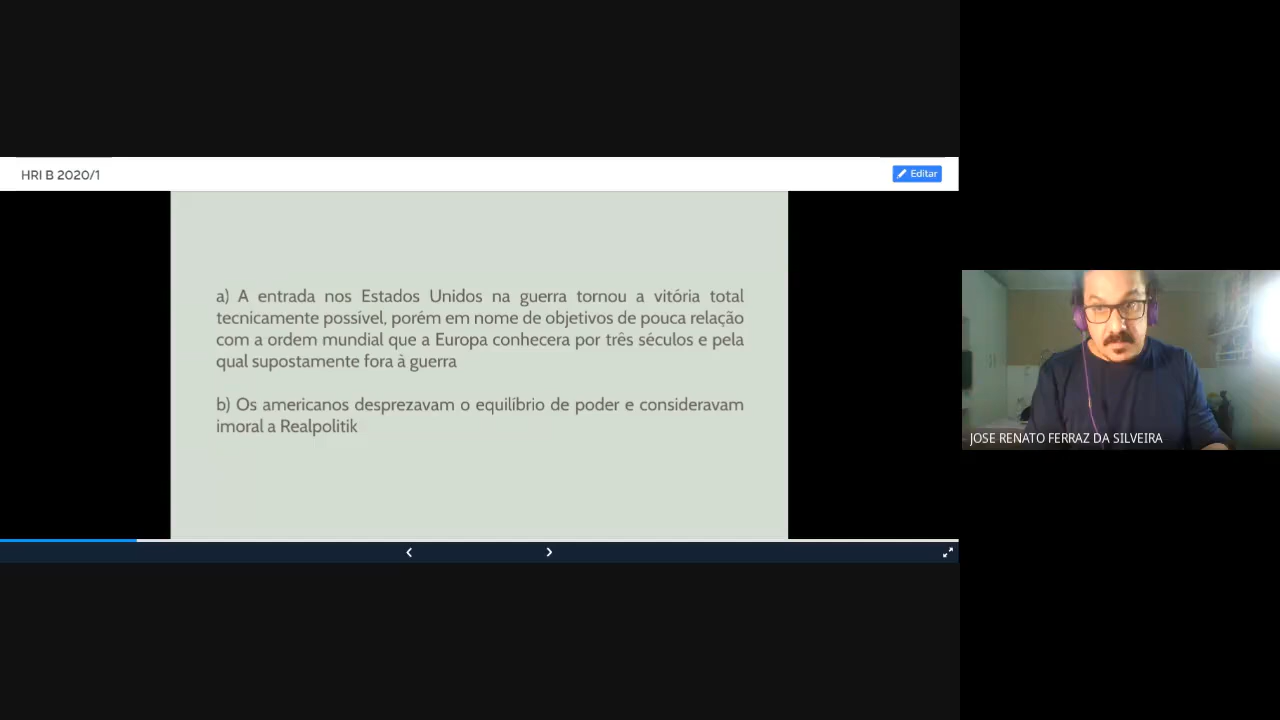 HRI B 2020/1
Editar
a) A entrada nos Estados Unidos na guerra tornou a vitória total
tecnicamente possível, porém em nome de objetivos de pouca relação
com a ordem mundial que a Europa conhecera por três séculos e pela
qual supostamente fora à guerra
b) Os americanos desprezavam o equilíbrio de poder e consideravam
imoral a Realpolitik
JOSE RENATO FERRAZ DA SILVEIRA